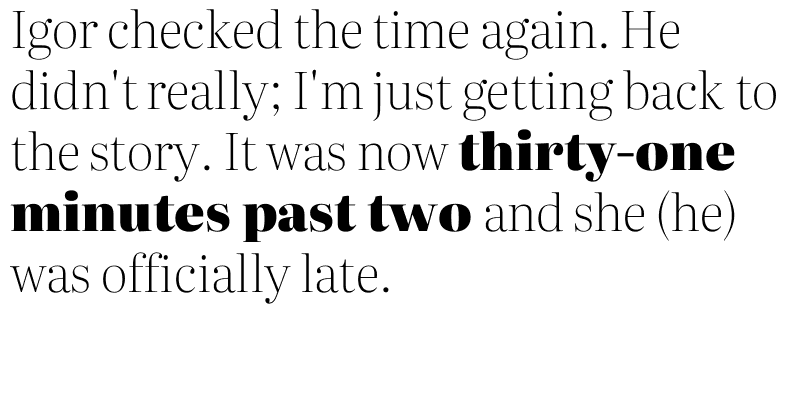 Igor checked the time again. He
didn't really; I'm just getting back to
the story. It was now thirty-one
minutes past two and she (he)
was officially late.